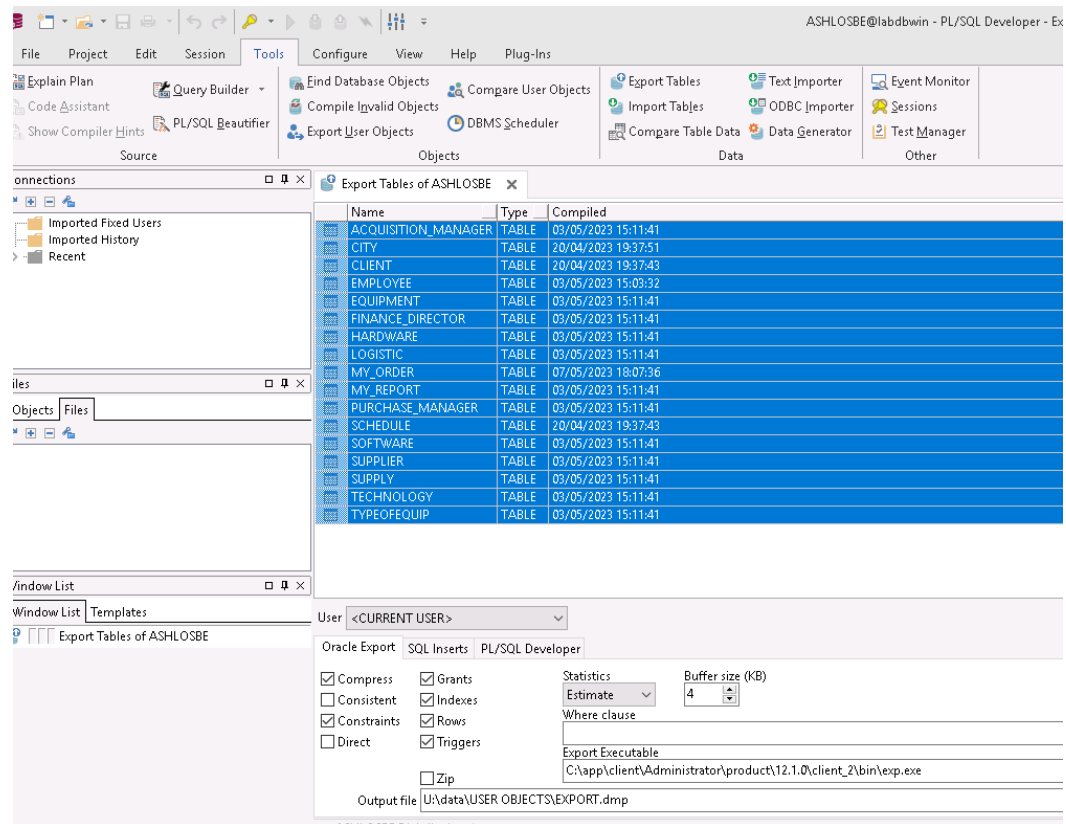 ASHLOSBE@labdbwin - PL/SQL Developer - Ex
File Project Edit Session Tools Configure View Help Plug-Ins
Explain Plan
Query Builder
Code Assistant
PL/SQL Beautifier
Show Compiler Hints
Source
Find Database Objects
Compare User Objects
Compile Invalid Objects
DBMS Scheduler
Export User Objects
Objects
Export Tables
Text Importer
Import Tables
ODBC Importer
Compare Table Data
Data Generator
Data
Event Monitor
Sessions
Test Manager
Other
onnections
Imported Fixed Users
Imported History
Recent
iles
Objects Files
Window List
Window List Templates
Export Tables of ASHLOSBE
Export Tables of ASHLOSBE
Name Type Compiled
ACQUISITION_MANAGER TABLE 03/05/2023 15:11:41
CITY TABLE 20/04/2023 19:37:51
CLIENT TABLE 20/04/2023 19:37:43
EMPLOYEE TABLE 03/05/2023 15:03:32
EQUIPMENT TABLE 03/05/2023 15:11:41
FINANCE_DIRECTOR TABLE 03/05/2023 15:11:41
HARDWARE TABLE 03/05/2023 15:11:41
LOGISTIC TABLE 03/05/2023 15:11:41
MY_ORDER TABLE 07/05/2023 18:07:36
MY_REPORT TABLE 03/05/2023 15:11:41
PURCHASE_MANAGER TABLE 03/05/2023 15:11:41
SCHEDULE TABLE 20/04/2023 19:37:43
SOFTWARE TABLE 03/05/2023 15:11:41
SUPPLIER TABLE 03/05/2023 15:11:41
SUPPLY TABLE 03/05/2023 15:11:41
TECHNOLOGY TABLE 03/05/2023 15:11:41
TYPEOFEQUIP TABLE 03/05/2023 15:11:41
User <CURRENT USER>
Oracle Export SQL Inserts PL/SQL Developer
Compress Grants
Consistent Indexes
Constraints Rows
Direct Triggers
Zip
Statistics Buffer size (KB)
Estimate 4
Where clause
Export Executable
C:\app\client\Administrator\product\12.1.0\client_2\bin\exp.exe
Output file U:\data\USER OBJECTS\EXPORT.dmp